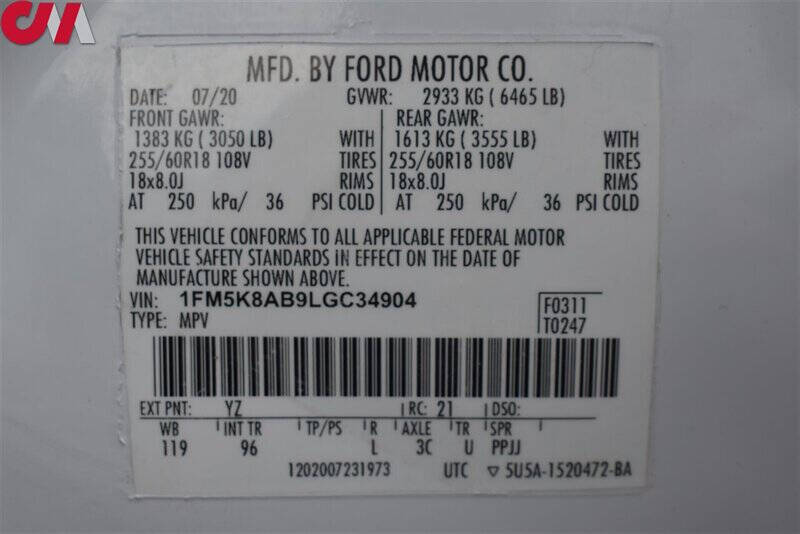 CM
MFD. BY FORD MOTOR CO.
DATE: 07/20 GVWR: 2933 KG ( 6465 LB)
FRONT GAWR: REAR GAWR:
1383 KG ( 3050 LB) WITH 1613 KG ( 3555 LB) WITH
255/60R18 108V TIRES 255/60R18 108V TIRES
18x8.0J RIMS 18x8.0J RIMS
AT 250 kPa/ 36 PSI COLD AT 250 kPa/ 36 PSI COLD
THIS VEHICLE CONFORMS TO ALL APPLICABLE FEDERAL MOTOR
VEHICLE SAFETY STANDARDS IN EFFECT ON THE DATE OF
MANUFACTURE SHOWN ABOVE.
VIN: 1FM5K8AB9LGC34904 F0311
TYPE: MPV T0247
EXT PNT: YZ RC: 21 DSO:
WB INT TR TP/PS R AXLE TR SPR
119 96 L 3C U PPJJ
1202007231973 UTC ▽ 5U5A-1520472-BA